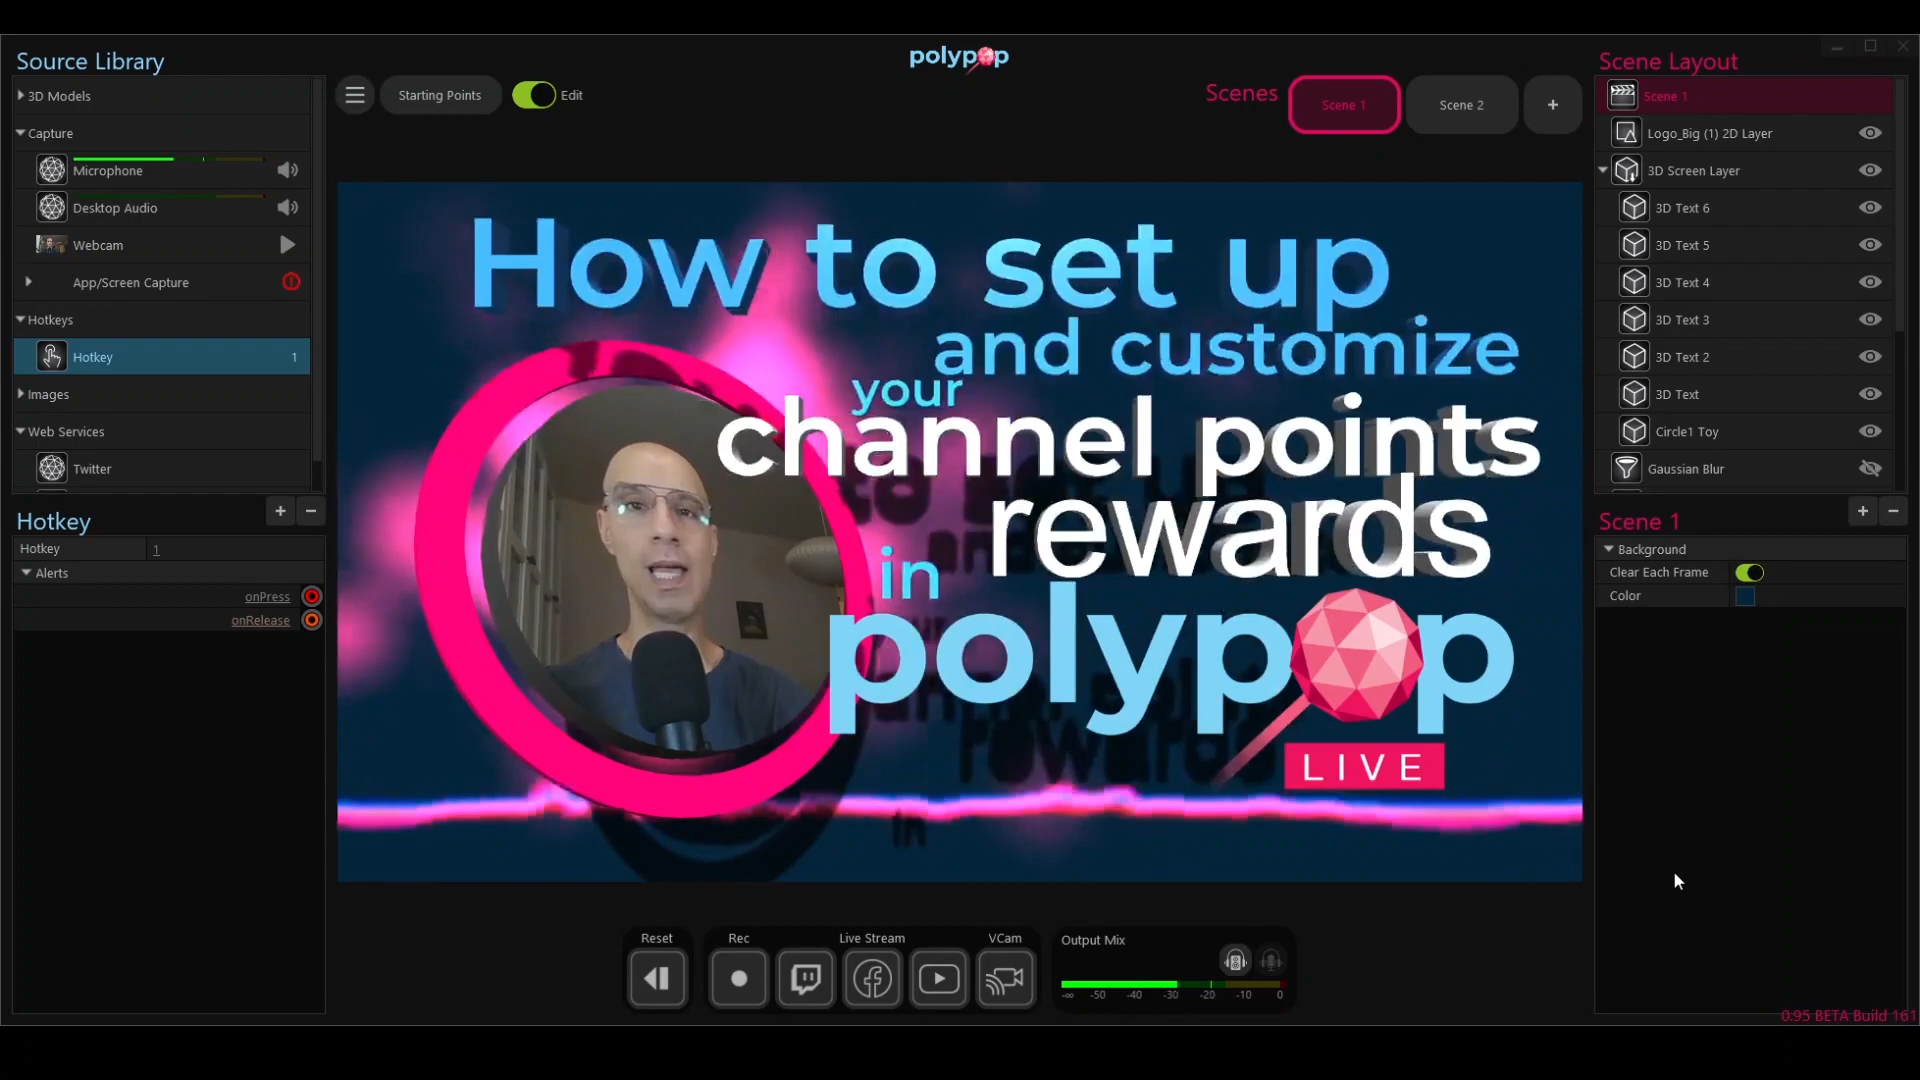 polypop
Source Library
3D Models
Capture
Microphone
Desktop Audio
Webcam
App/Screen Capture
Hotkeys
Hotkey 1
Images
Web Services
Twitter
Hotkey
+ −
Hotkey 1
Alerts
onPress
onRelease
Starting Points
Edit
Scenes
Scene 1
Scene 2
+
How to set up
and customize
your
channel points
rewards
in
polypop
LIVE
Reset
Rec
Live Stream
VCam
Output Mix
-∞ -50 -40 -30 -20 -10 0
Scene Layout
Scene 1
Logo_Big (1) 2D Layer
3D Screen Layer
3D Text 6
3D Text 5
3D Text 4
3D Text 3
3D Text 2
3D Text
Circle1 Toy
Gaussian Blur
Scene 1
+ −
Background
Clear Each Frame
Color
0.95 BETA Build 161